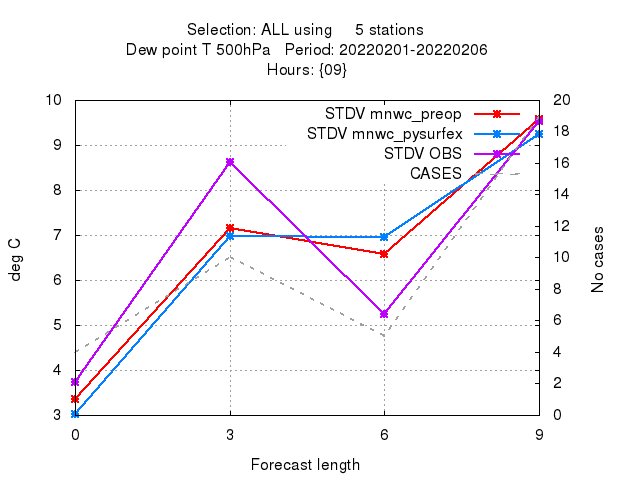 Selection: ALL using     5 stations
Dew point T 500hPa   Period: 20220201-20220206
Hours: {09}
STDV mnwc_preop
STDV mnwc_pysurfex
STDV OBS
CASES
10
9
8
7
6
5
4
3
20
18
16
14
12
10
8
6
4
2
0
deg C
No cases
0 3 6 9
Forecast length